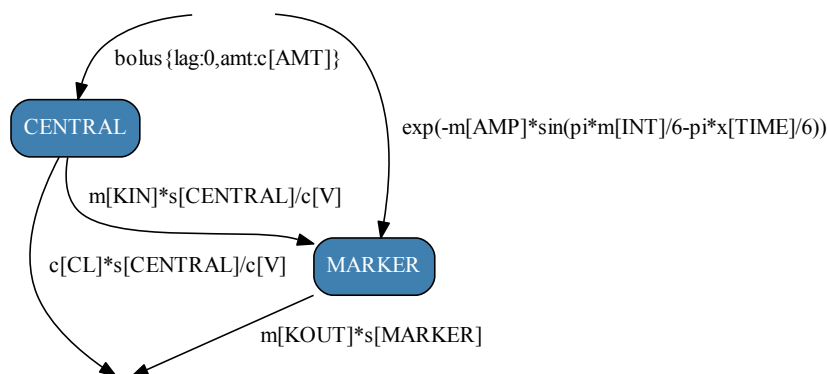 bolus{lag:0,amt:c[AMT]}
CENTRAL
exp(-m[AMP]*sin(pi*m[INT]/6-pi*x[TIME]/6))
m[KIN]*s[CENTRAL]/c[V]
c[CL]*s[CENTRAL]/c[V]
MARKER
m[KOUT]*s[MARKER]